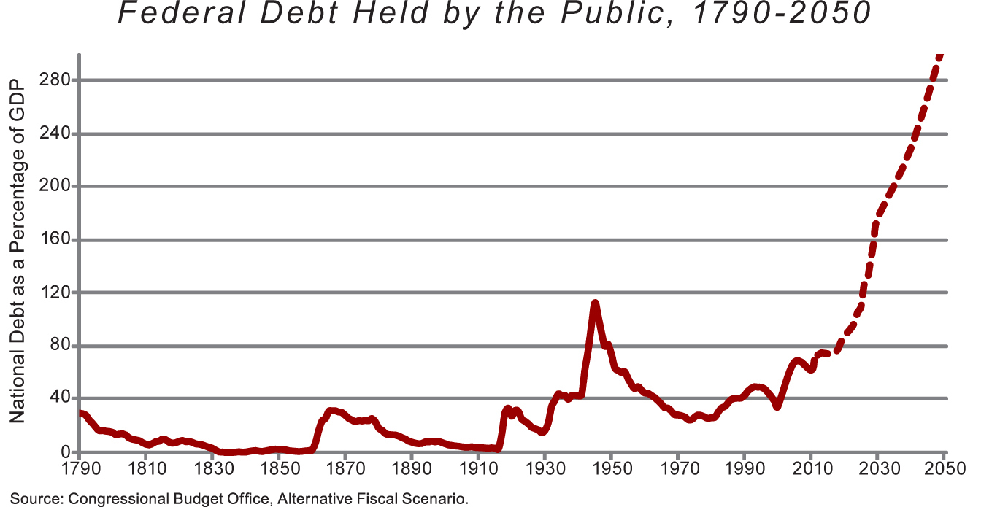 Federal Debt Held by the Public, 1790-2050
National Debt as a Percentage of GDP
280
240
200
160
120
80
40
0
1790 1810 1830 1850 1870 1890 1910 1930 1950 1970 1990 2010 2030 2050
Source: Congressional Budget Office, Alternative Fiscal Scenario.